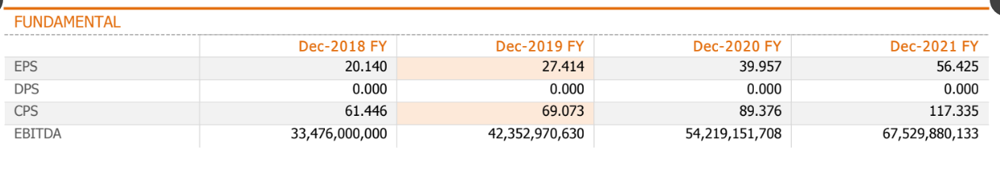 FUNDAMENTAL
Dec-2018 FY Dec-2019 FY Dec-2020 FY Dec-2021 FY
EPS 20.140 27.414 39.957 56.425
DPS 0.000 0.000 0.000 0.000
CPS 61.446 69.073 89.376 117.335
EBITDA 33,476,000,000 42,352,970,630 54,219,151,708 67,529,880,133